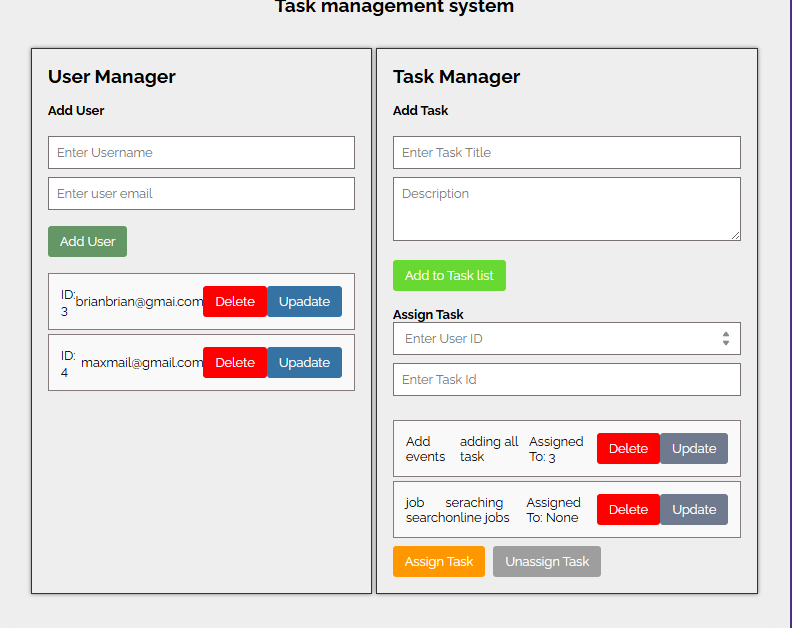 Task management system
User Manager
Add User
Enter Username
Enter user email
Add User
ID: 3 brianbrian@gmai.com Delete Upadate
ID: 4 maxmail@gmail.com Delete Upadate
Task Manager
Add Task
Enter Task Title
Description
Add to Task list
Assign Task
Enter User ID
Enter Task Id
Add events adding all task Assigned To: 3 Delete Update
job search seraching online jobs Assigned To: None Delete Update
Assign Task Unassign Task